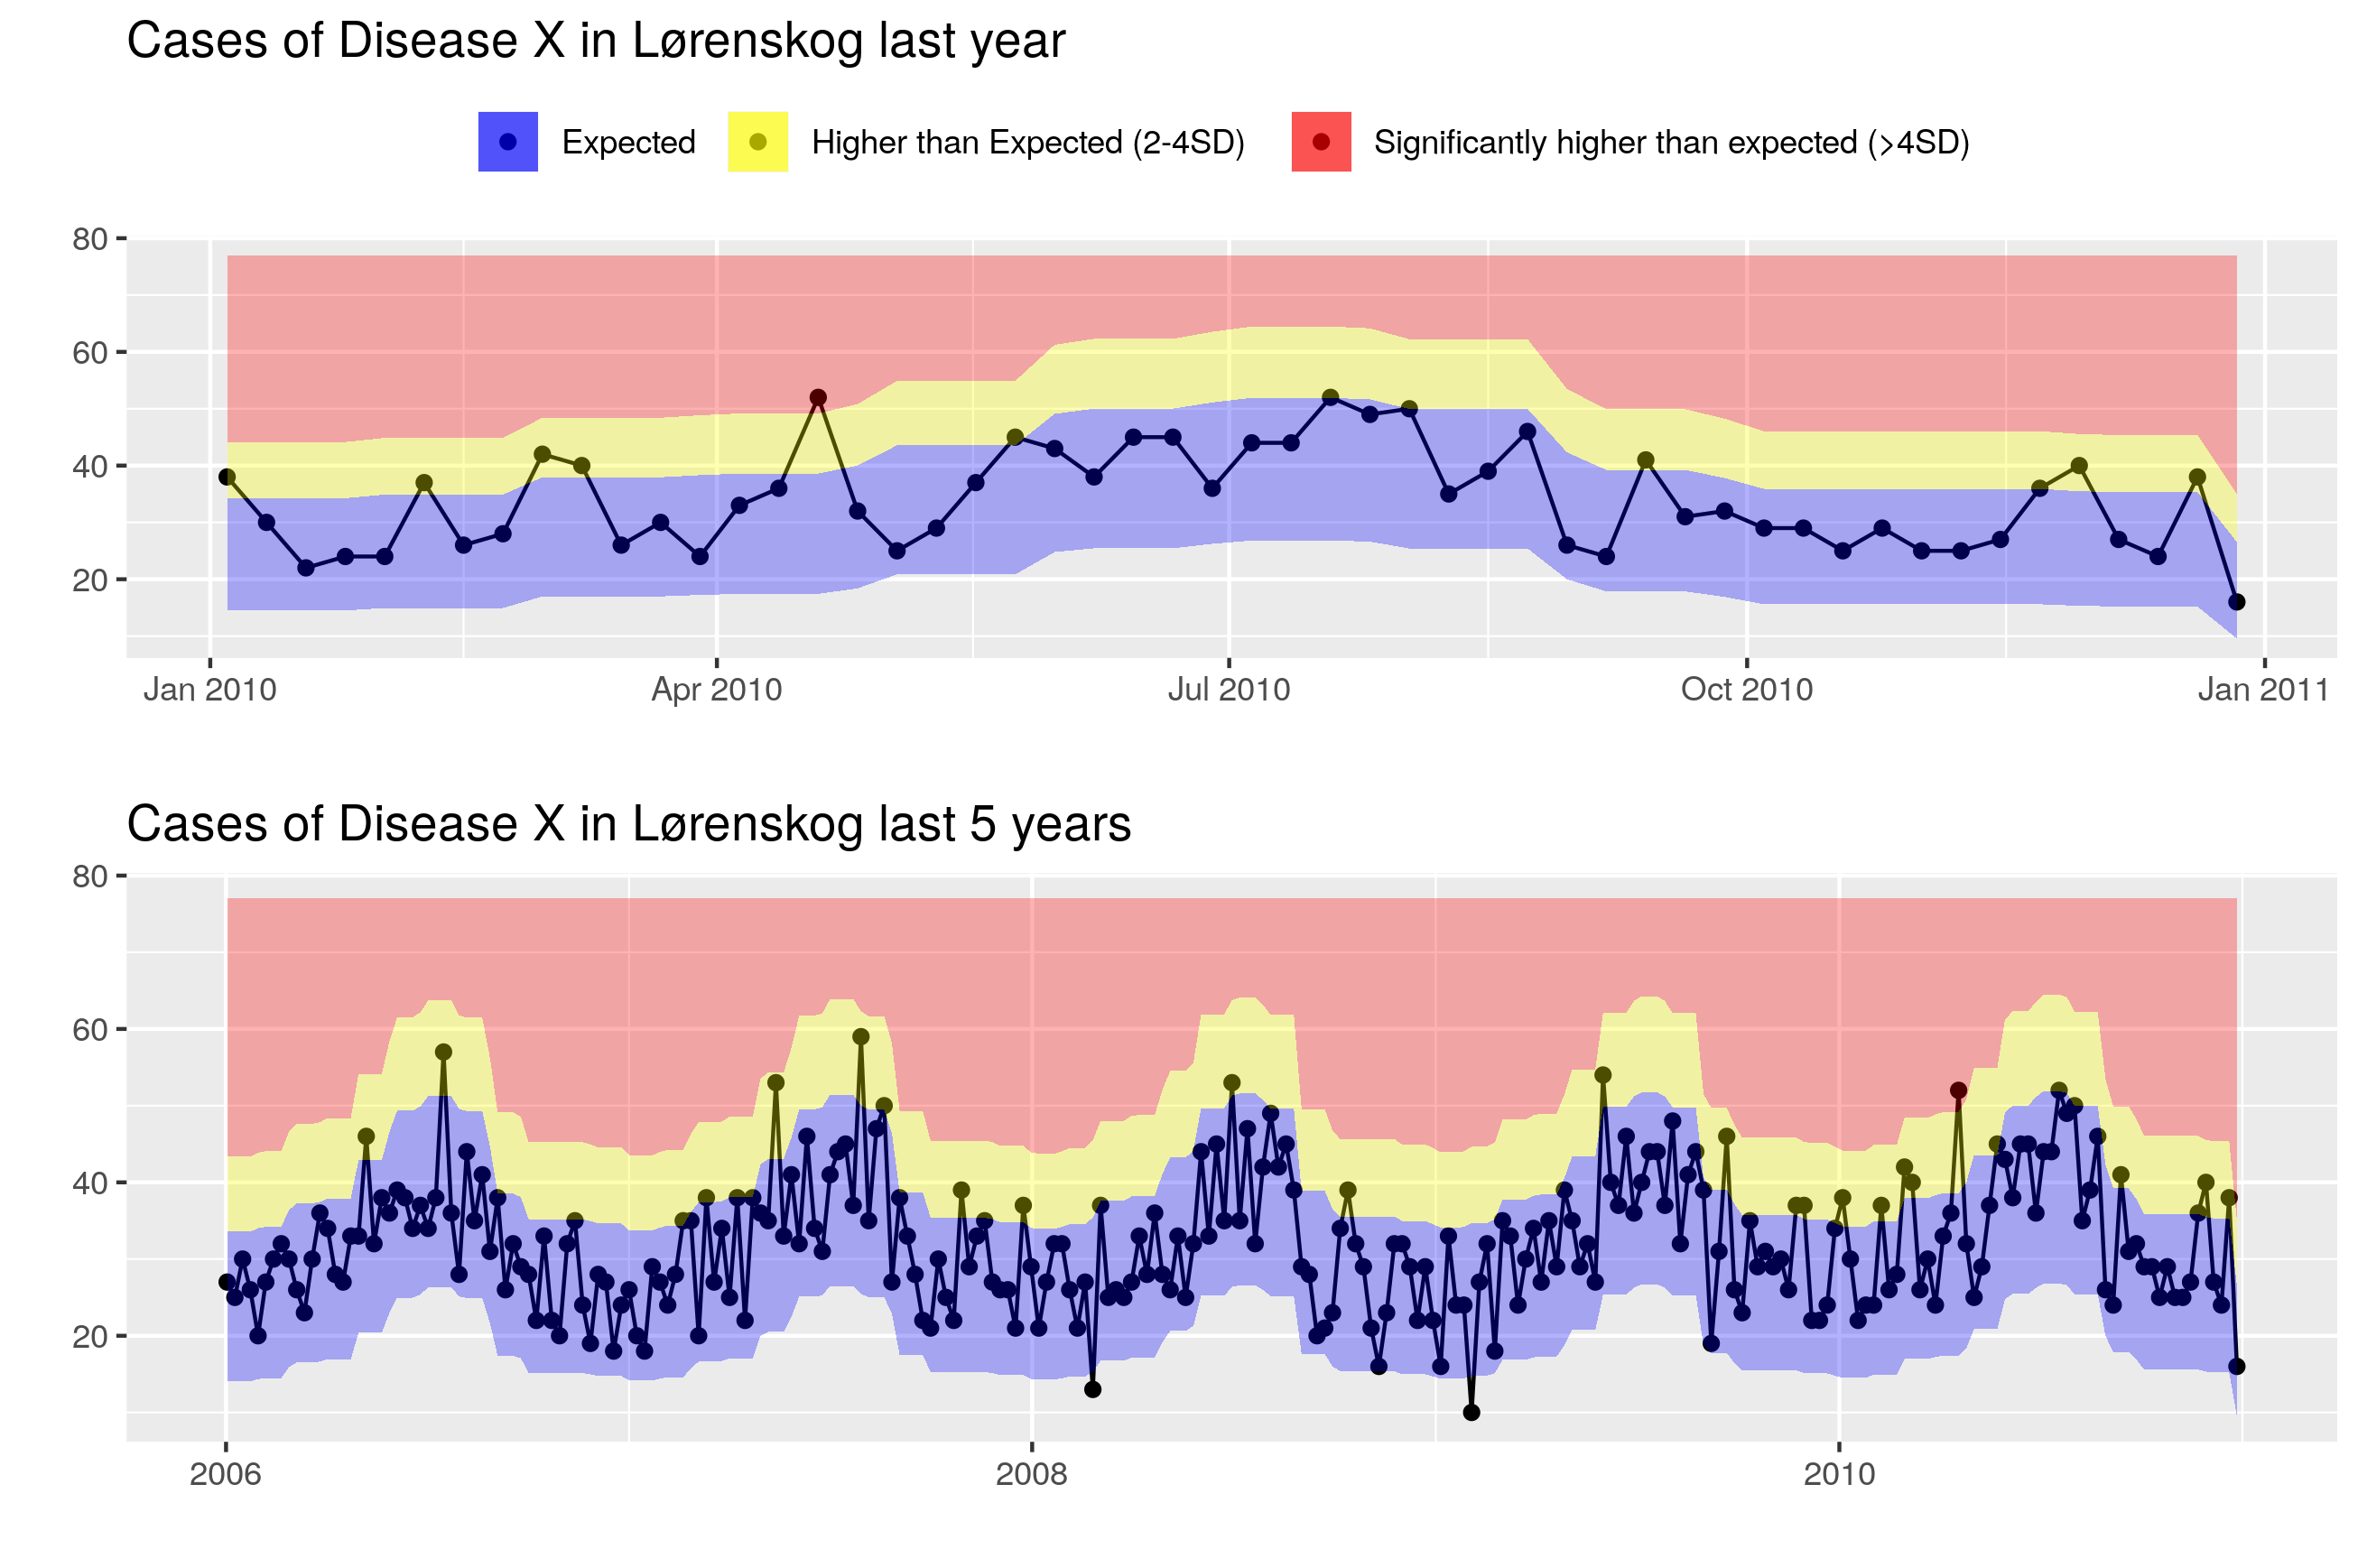 Cases of Disease X in Lørenskog last year
Expected Higher than Expected (2-4SD) Significantly higher than expected (>4SD)
80
60
40
20
Jan 2010 Apr 2010 Jul 2010 Oct 2010 Jan 2011
Cases of Disease X in Lørenskog last 5 years
80
60
40
20
2006 2008 2010